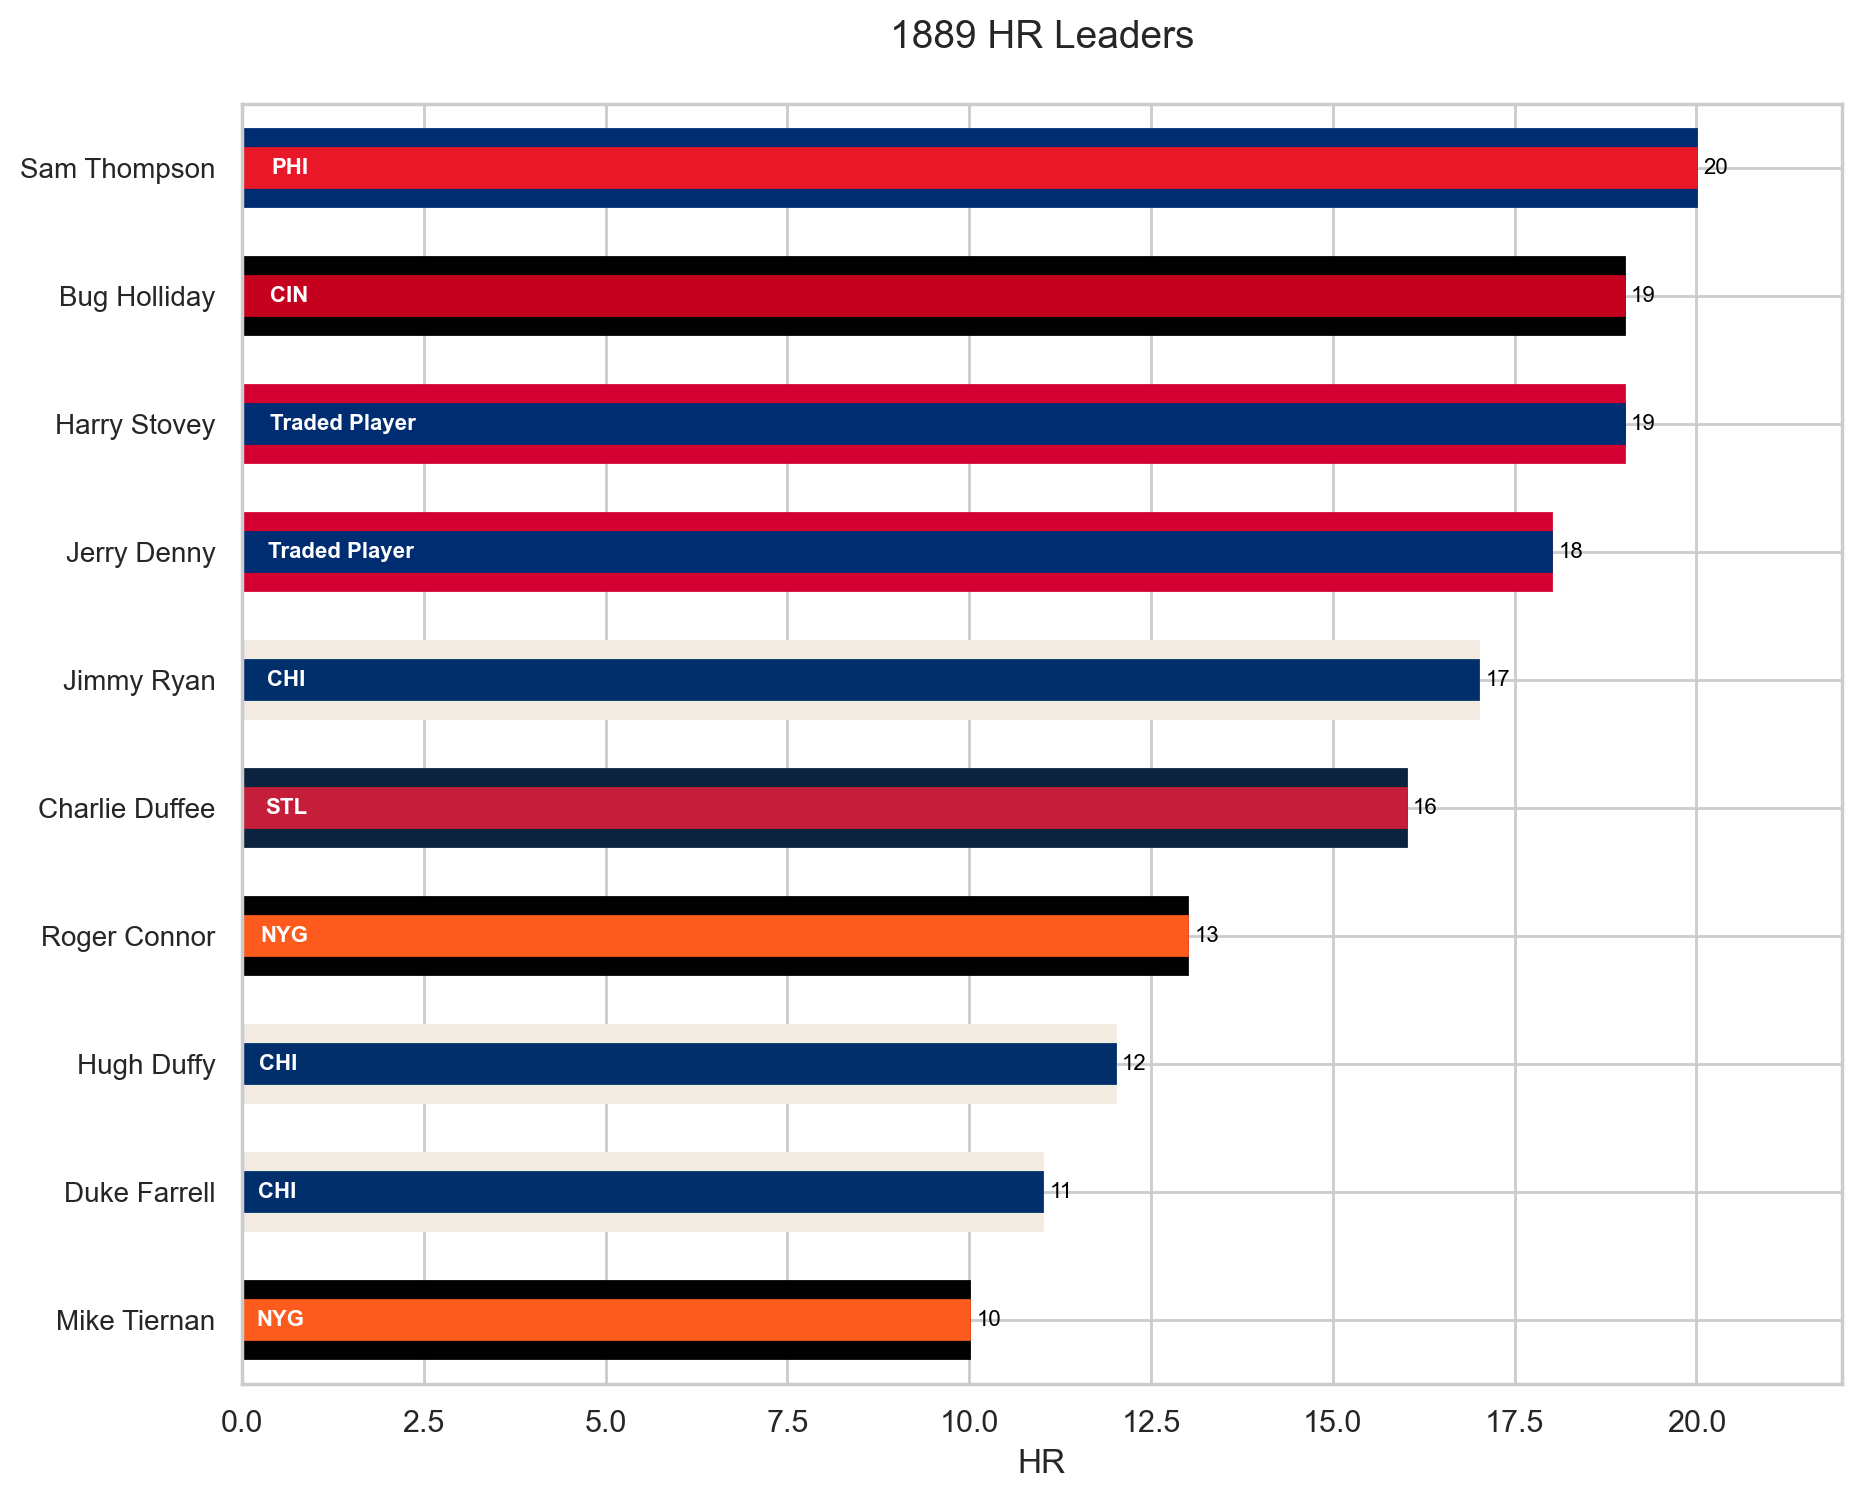 1889 HR Leaders
Sam Thompson PHI 20
Bug Holliday CIN 19
Harry Stovey Traded Player 19
Jerry Denny Traded Player 18
Jimmy Ryan CHI 17
Charlie Duffee STL 16
Roger Connor NYG 13
Hugh Duffy CHI 12
Duke Farrell CHI 11
Mike Tiernan NYG 10
0.0 2.5 5.0 7.5 10.0 12.5 15.0 17.5 20.0
HR